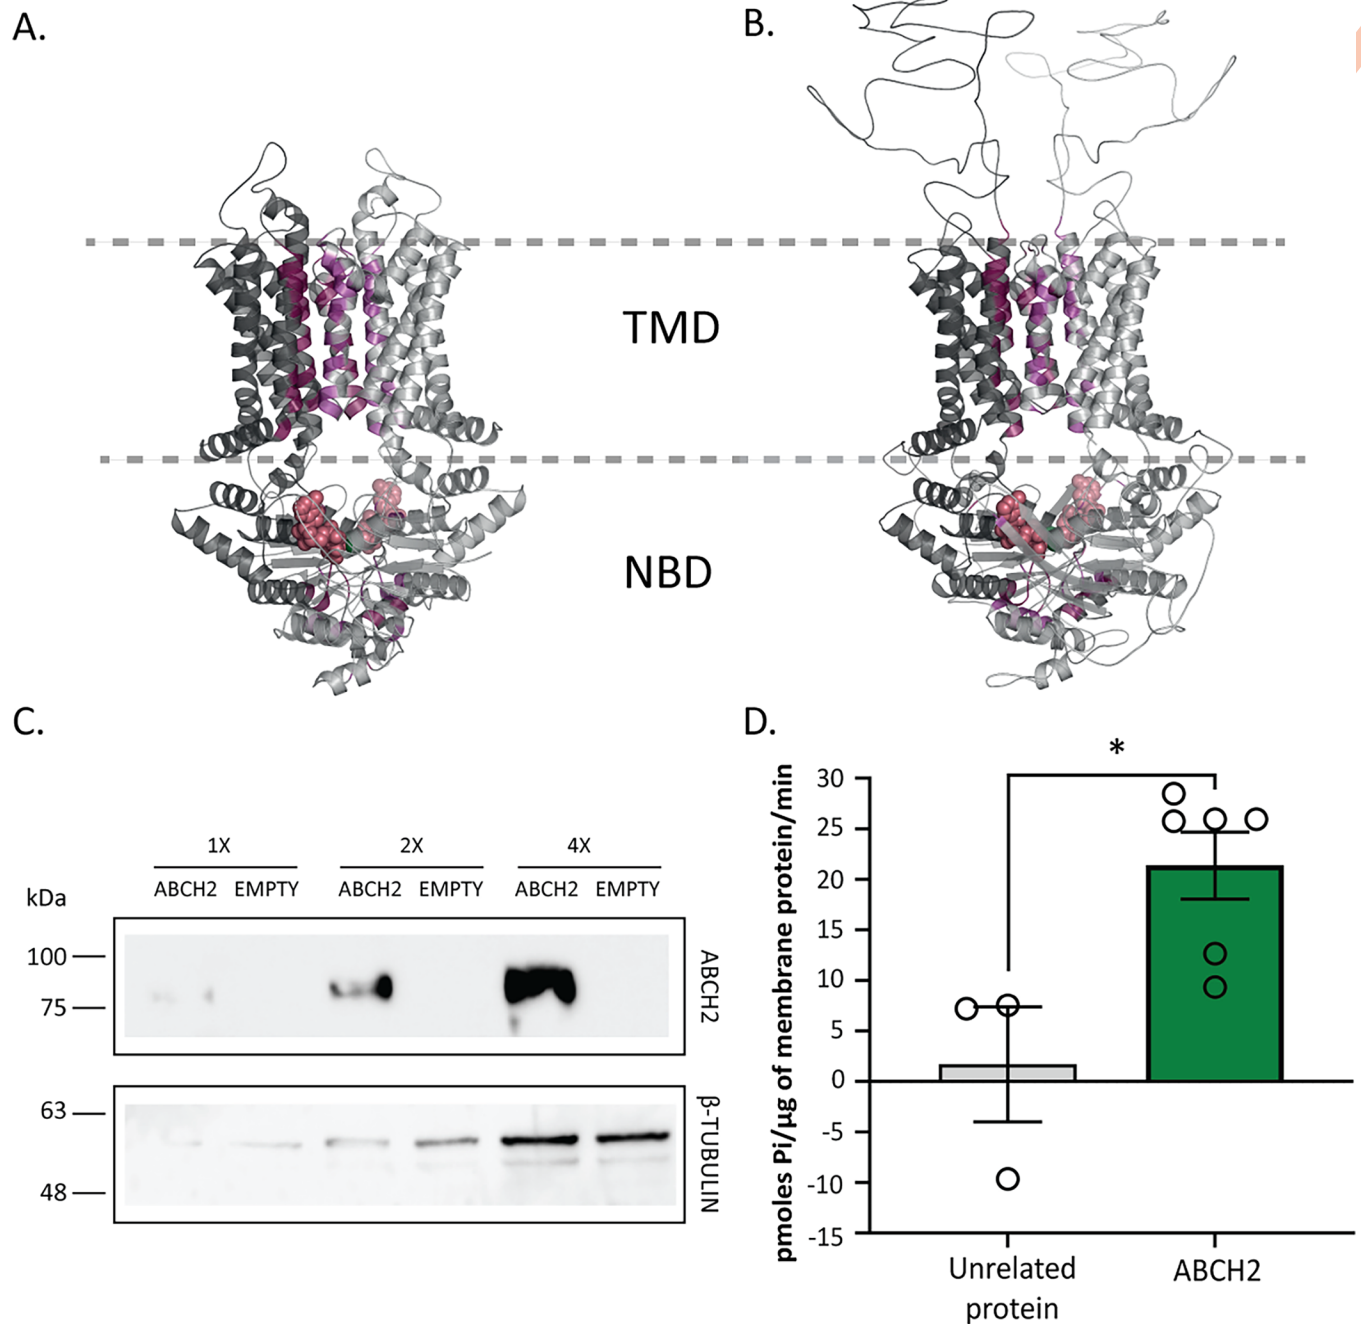 A.
B.
TMD
NBD
C.
1X 2X 4X
ABCH2 EMPTY ABCH2 EMPTY ABCH2 EMPTY
kDa
100
75
ABCH2
63
48
β-TUBULIN
D.
*
pmoles Pi/µg of membrane protein/min
30
25
20
15
10
5
0
-5
-10
-15
Unrelated
protein
ABCH2